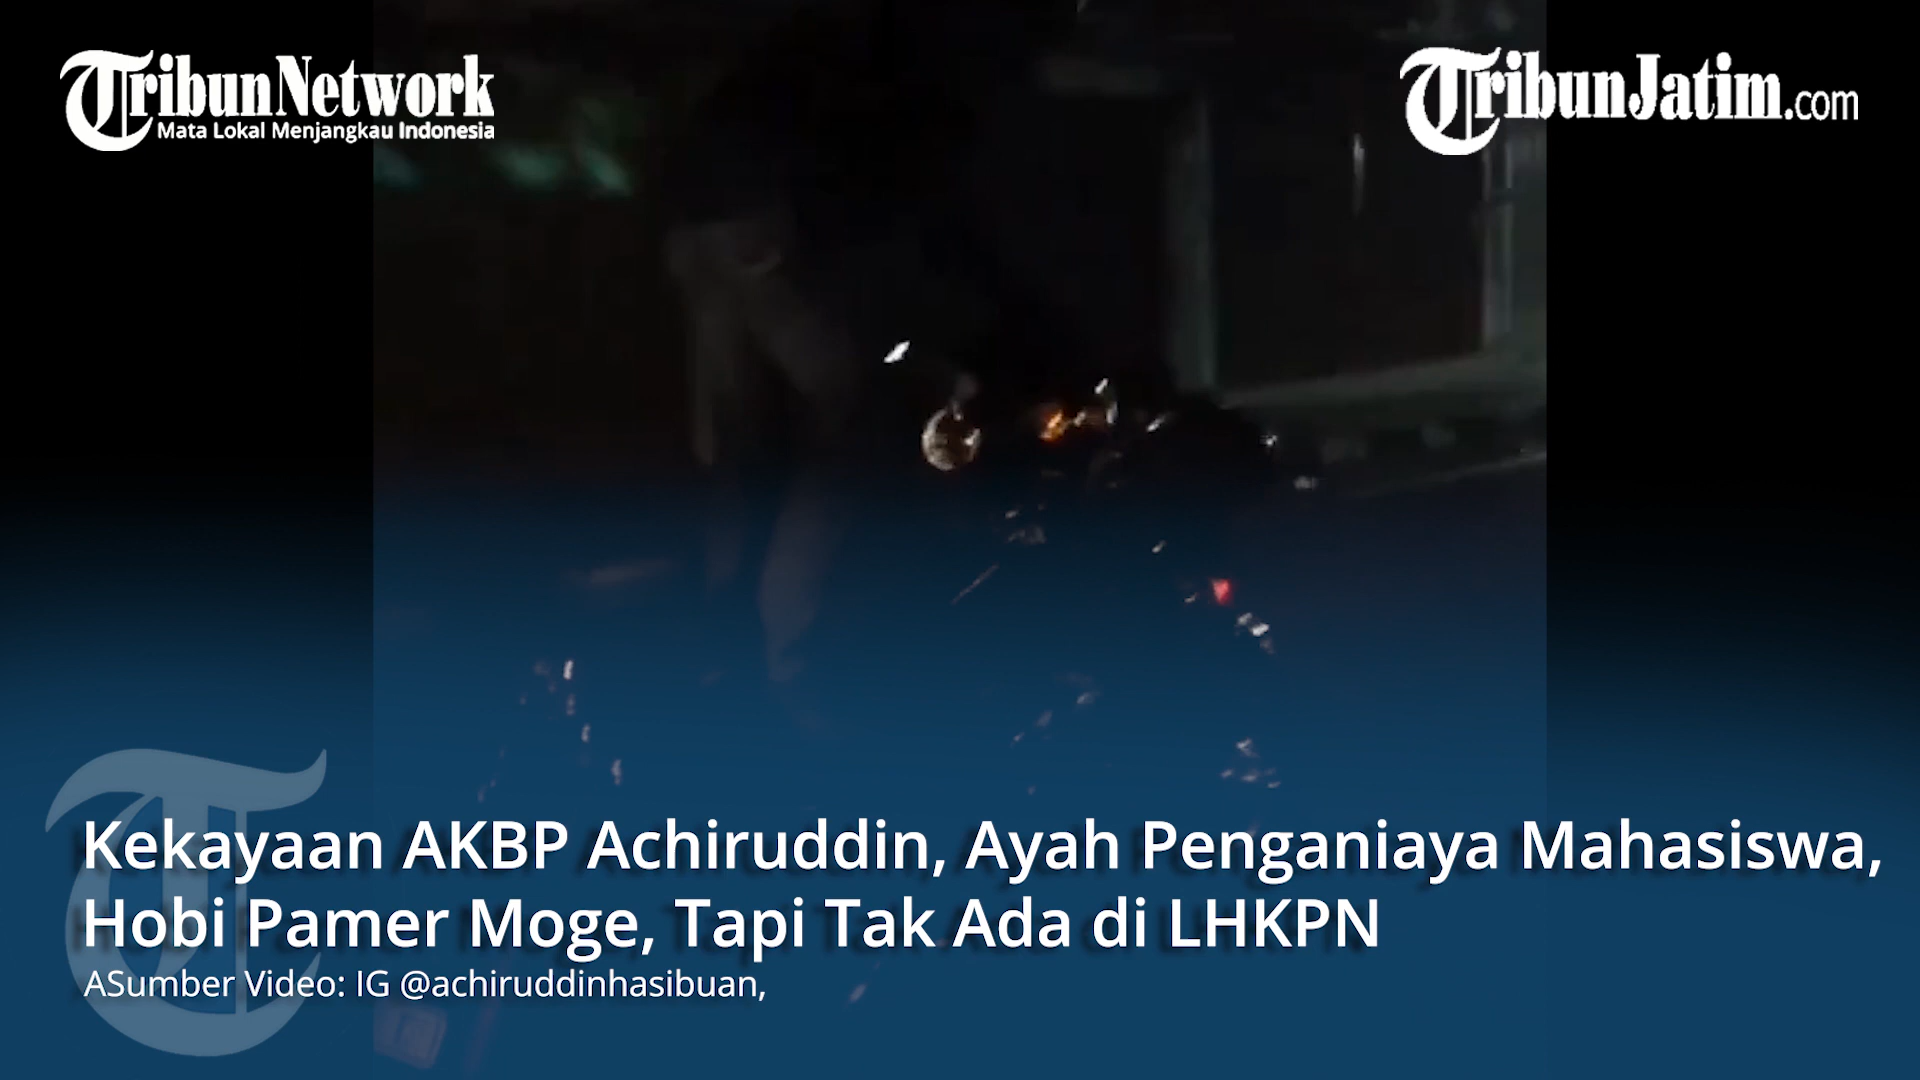 TribunNetwork
Mata Lokal Menjangkau Indonesia
TribunJatim.com
Kekayaan AKBP Achiruddin, Ayah Penganiaya Mahasiswa,
Hobi Pamer Moge, Tapi Tak Ada di LHKPN
ASumber Video: IG @achiruddinhasibuan,